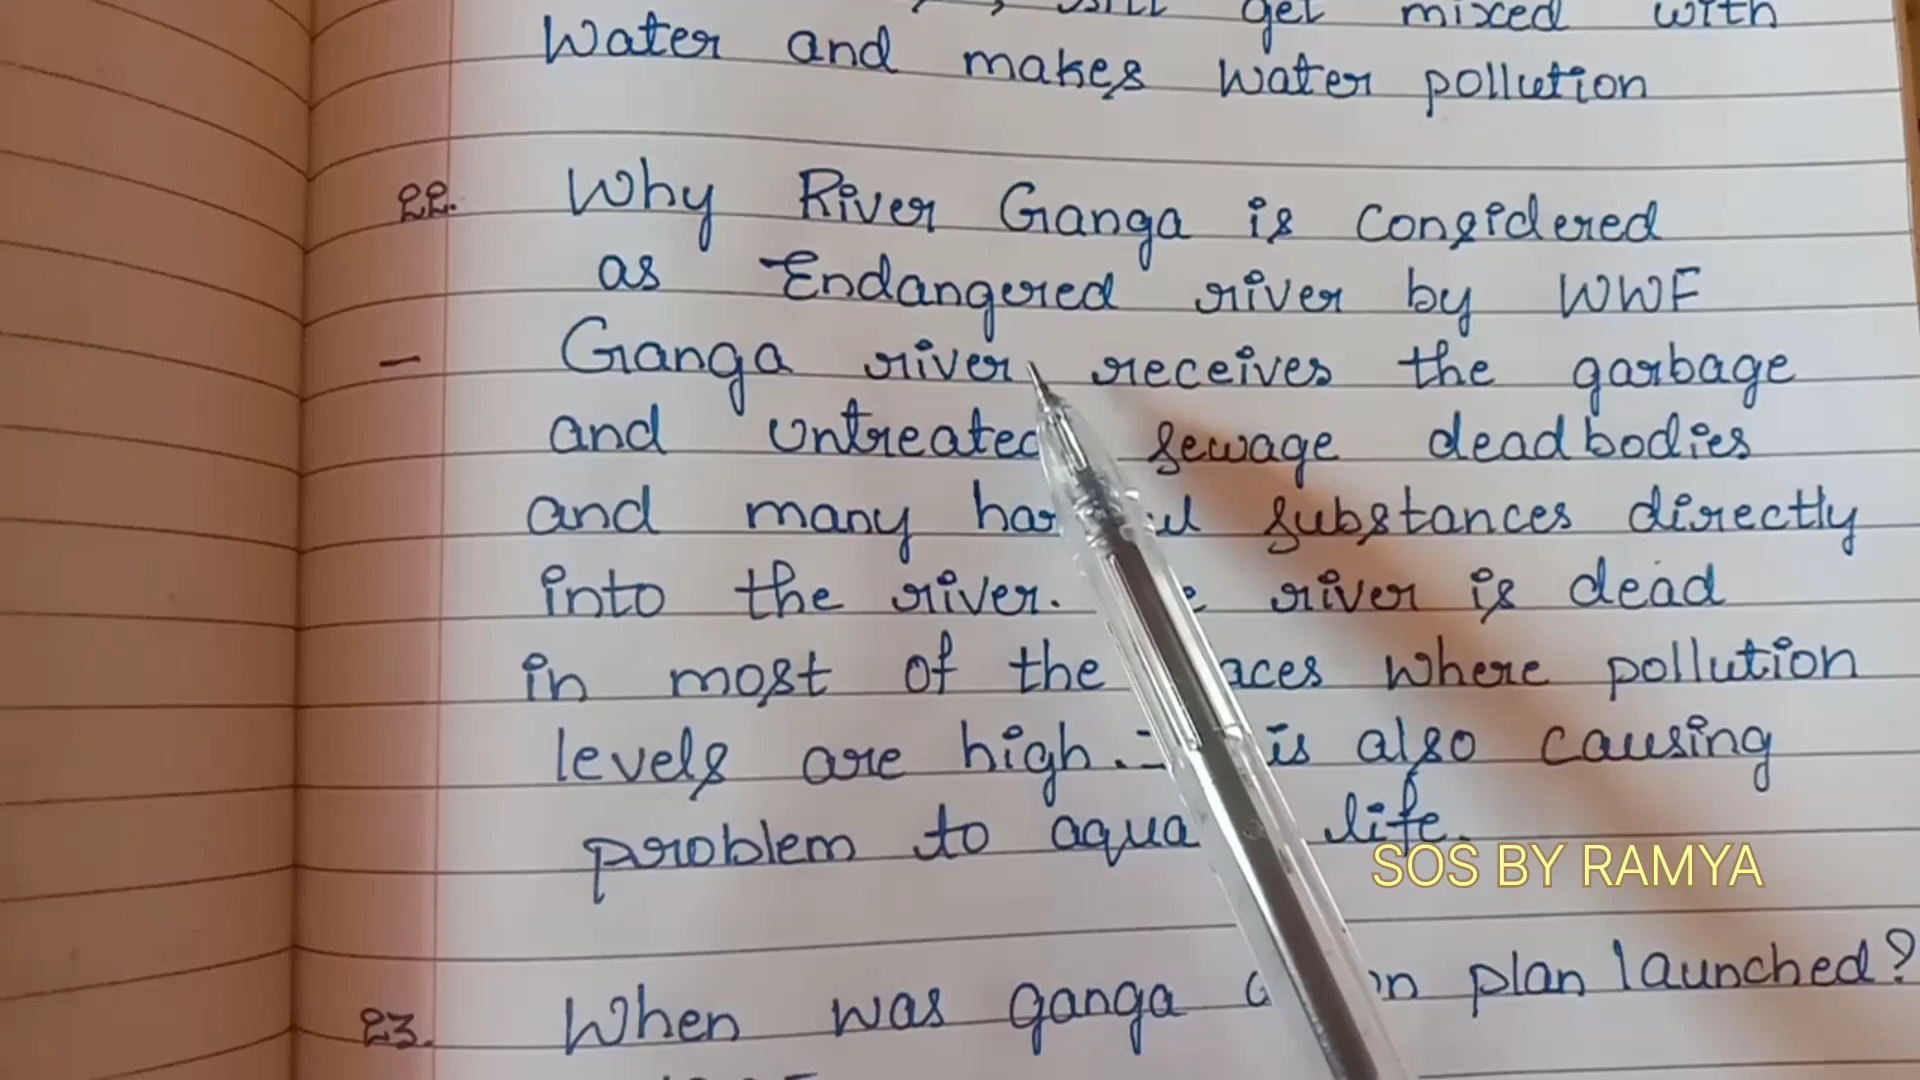 get mixed with
Water and makes water pollution
22. Why River Ganga is considered
as Endangered river by WWF
- Ganga river receives the garbage
and untreated sewage deadbodies
and many substances directly
into the river. river is dead
in most of the where pollution
levels are high. is also causing
problem to life.
SOS BY RAMYA
23. When was ganga plan launched?